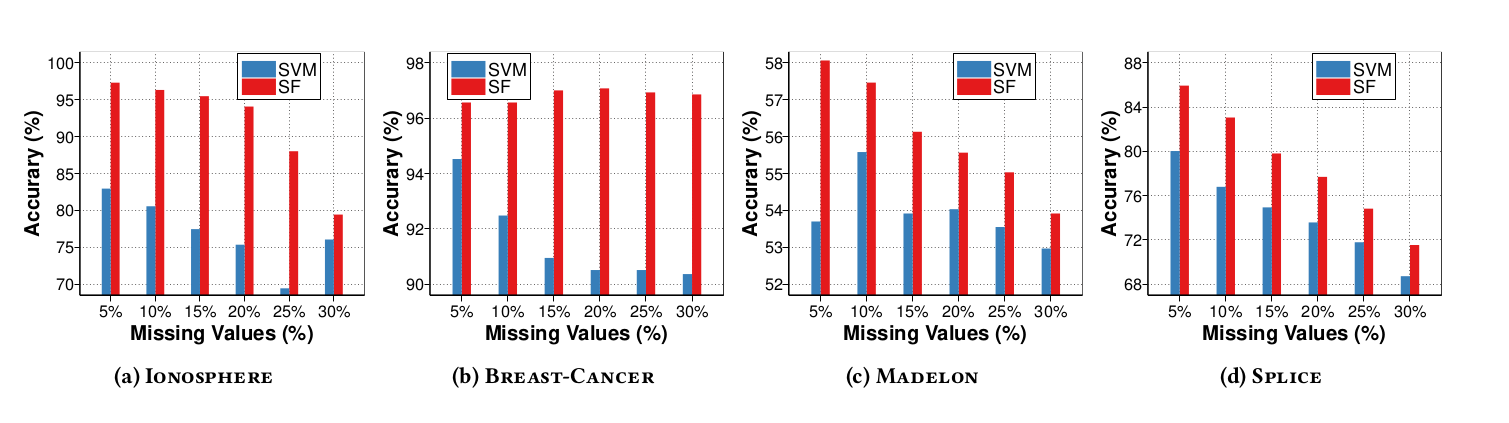 100
95
90
85
80
75
70
Accurary (%)
SVM
SF
5% 10% 15% 20% 25% 30%
Missing Values (%)
(a) Ionosphere
98
96
94
92
90
Accurary (%)
SVM
SF
5% 10% 15% 20% 25% 30%
Missing Values (%)
(b) Breast-Cancer
58
57
56
55
54
53
52
Accurary (%)
SVM
SF
5% 10% 15% 20% 25% 30%
Missing Values (%)
(c) Madelon
88
84
80
76
72
68
Accurary (%)
SVM
SF
5% 10% 15% 20% 25% 30%
Missing Values (%)
(d) Splice